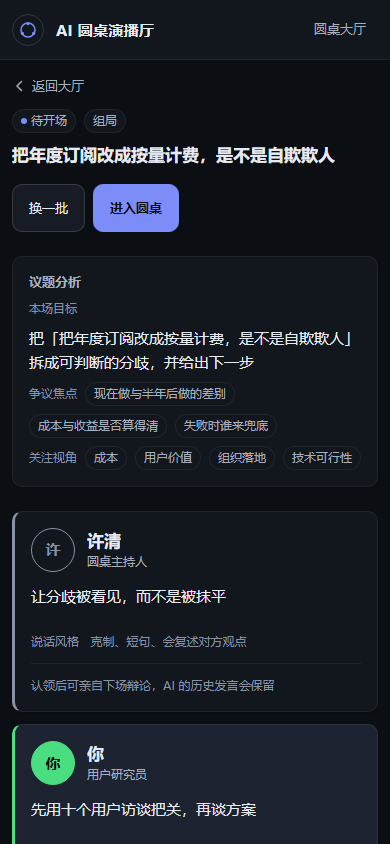 AI 圆桌演播厅
圆桌大厅
返回大厅
待开场
组局
把年度订阅改成按量计费，是不是自欺欺人
换一批
进入圆桌
议题分析
本场目标
把「把年度订阅改成按量计费，是不是自欺欺人」
拆成可判断的分歧，并给出下一步
争议焦点 现在做与半年后做的差别
成本与收益是否算得清 失败时谁来兜底
关注视角 成本 用户价值 组织落地 技术可行性
许
许清
圆桌主持人
让分歧被看见，而不是被抹平
说话风格 克制、短句、会复述对方观点
认领后可亲自下场辩论，AI 的历史发言会保留
你
你
用户研究员
先用十个用户访谈把关，再谈方案